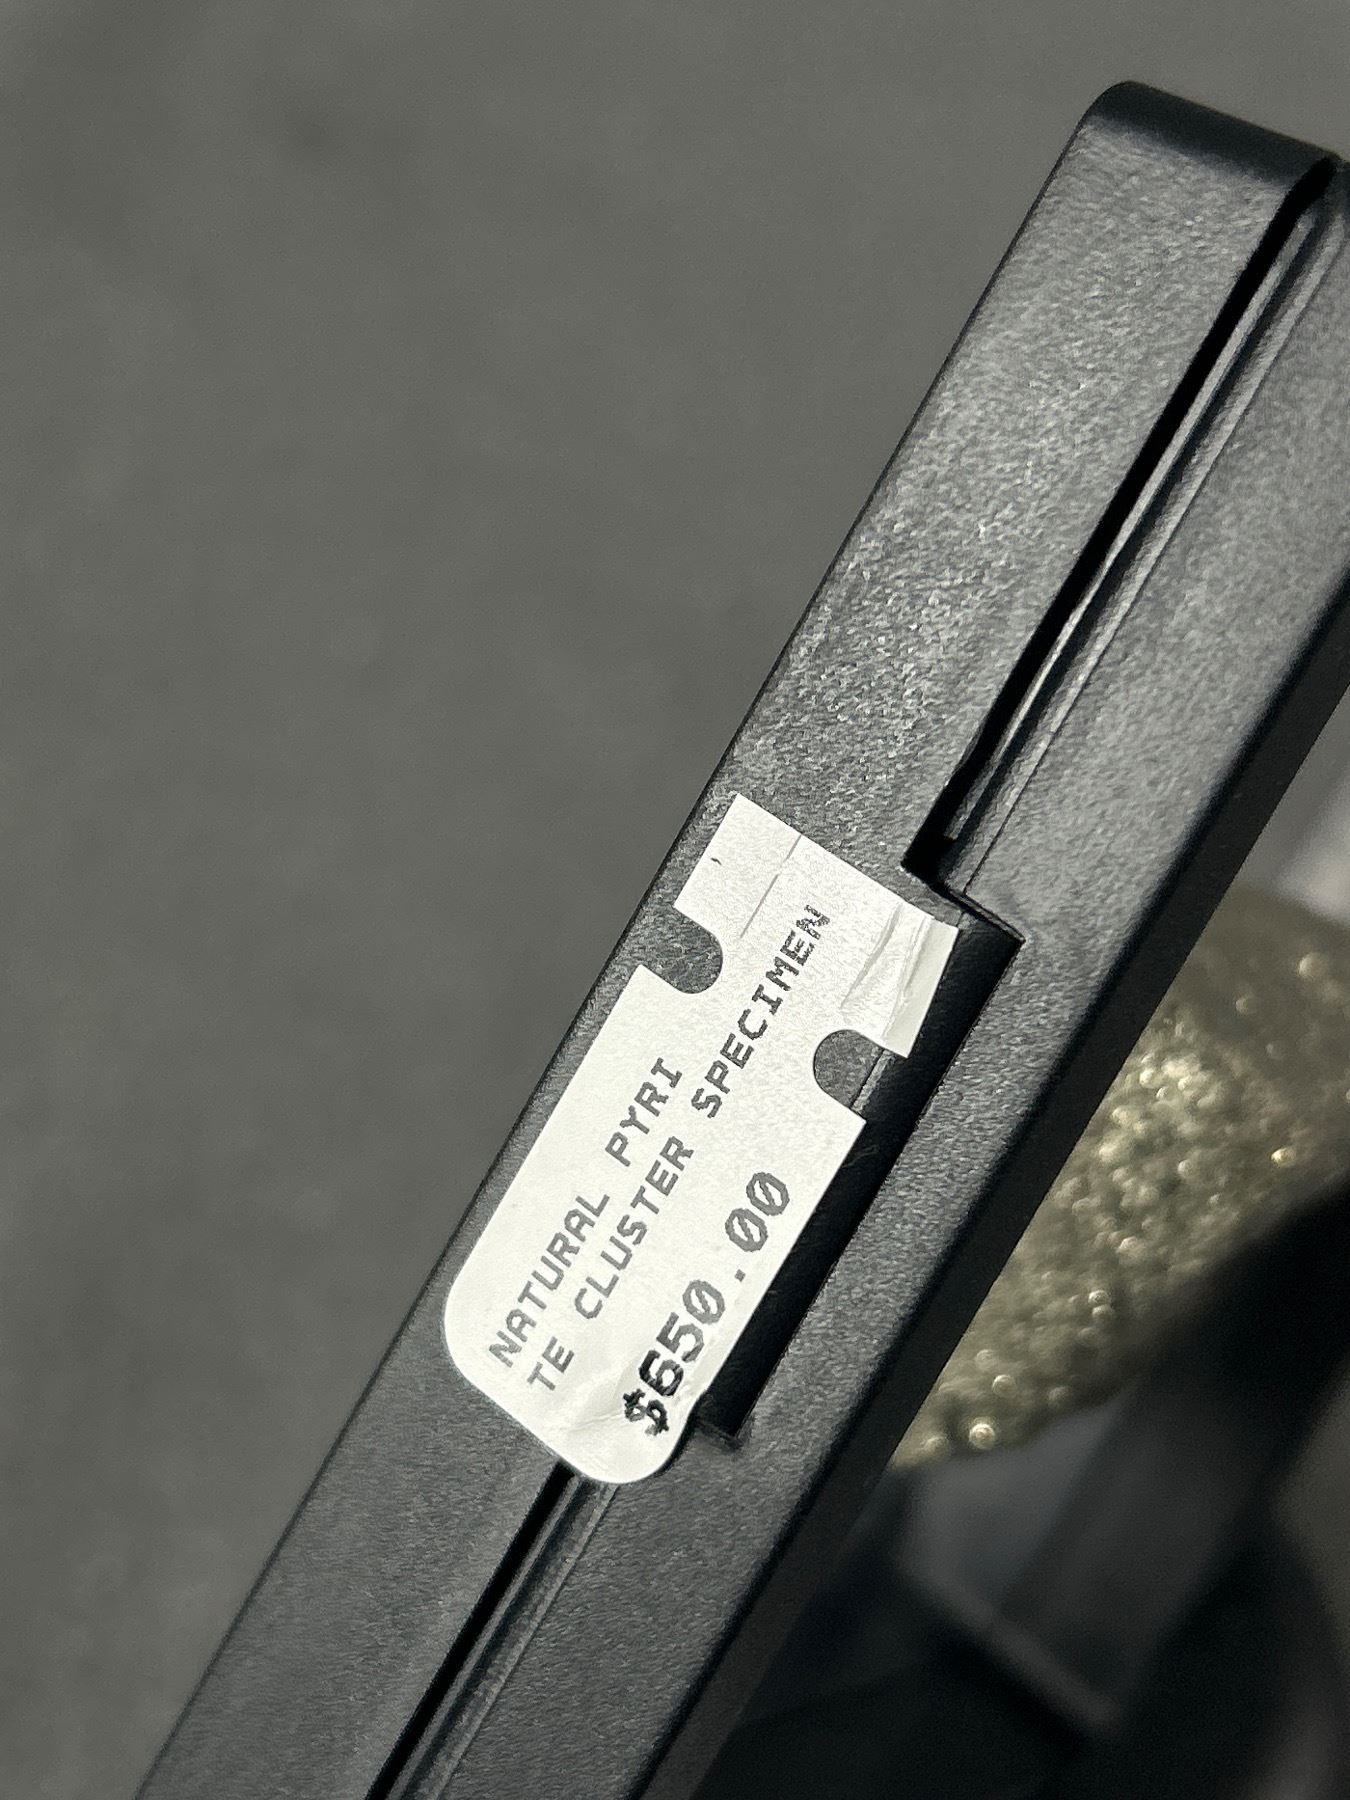 NATURAL PYRI
TE CLUSTER SPECIMEN
$650.00